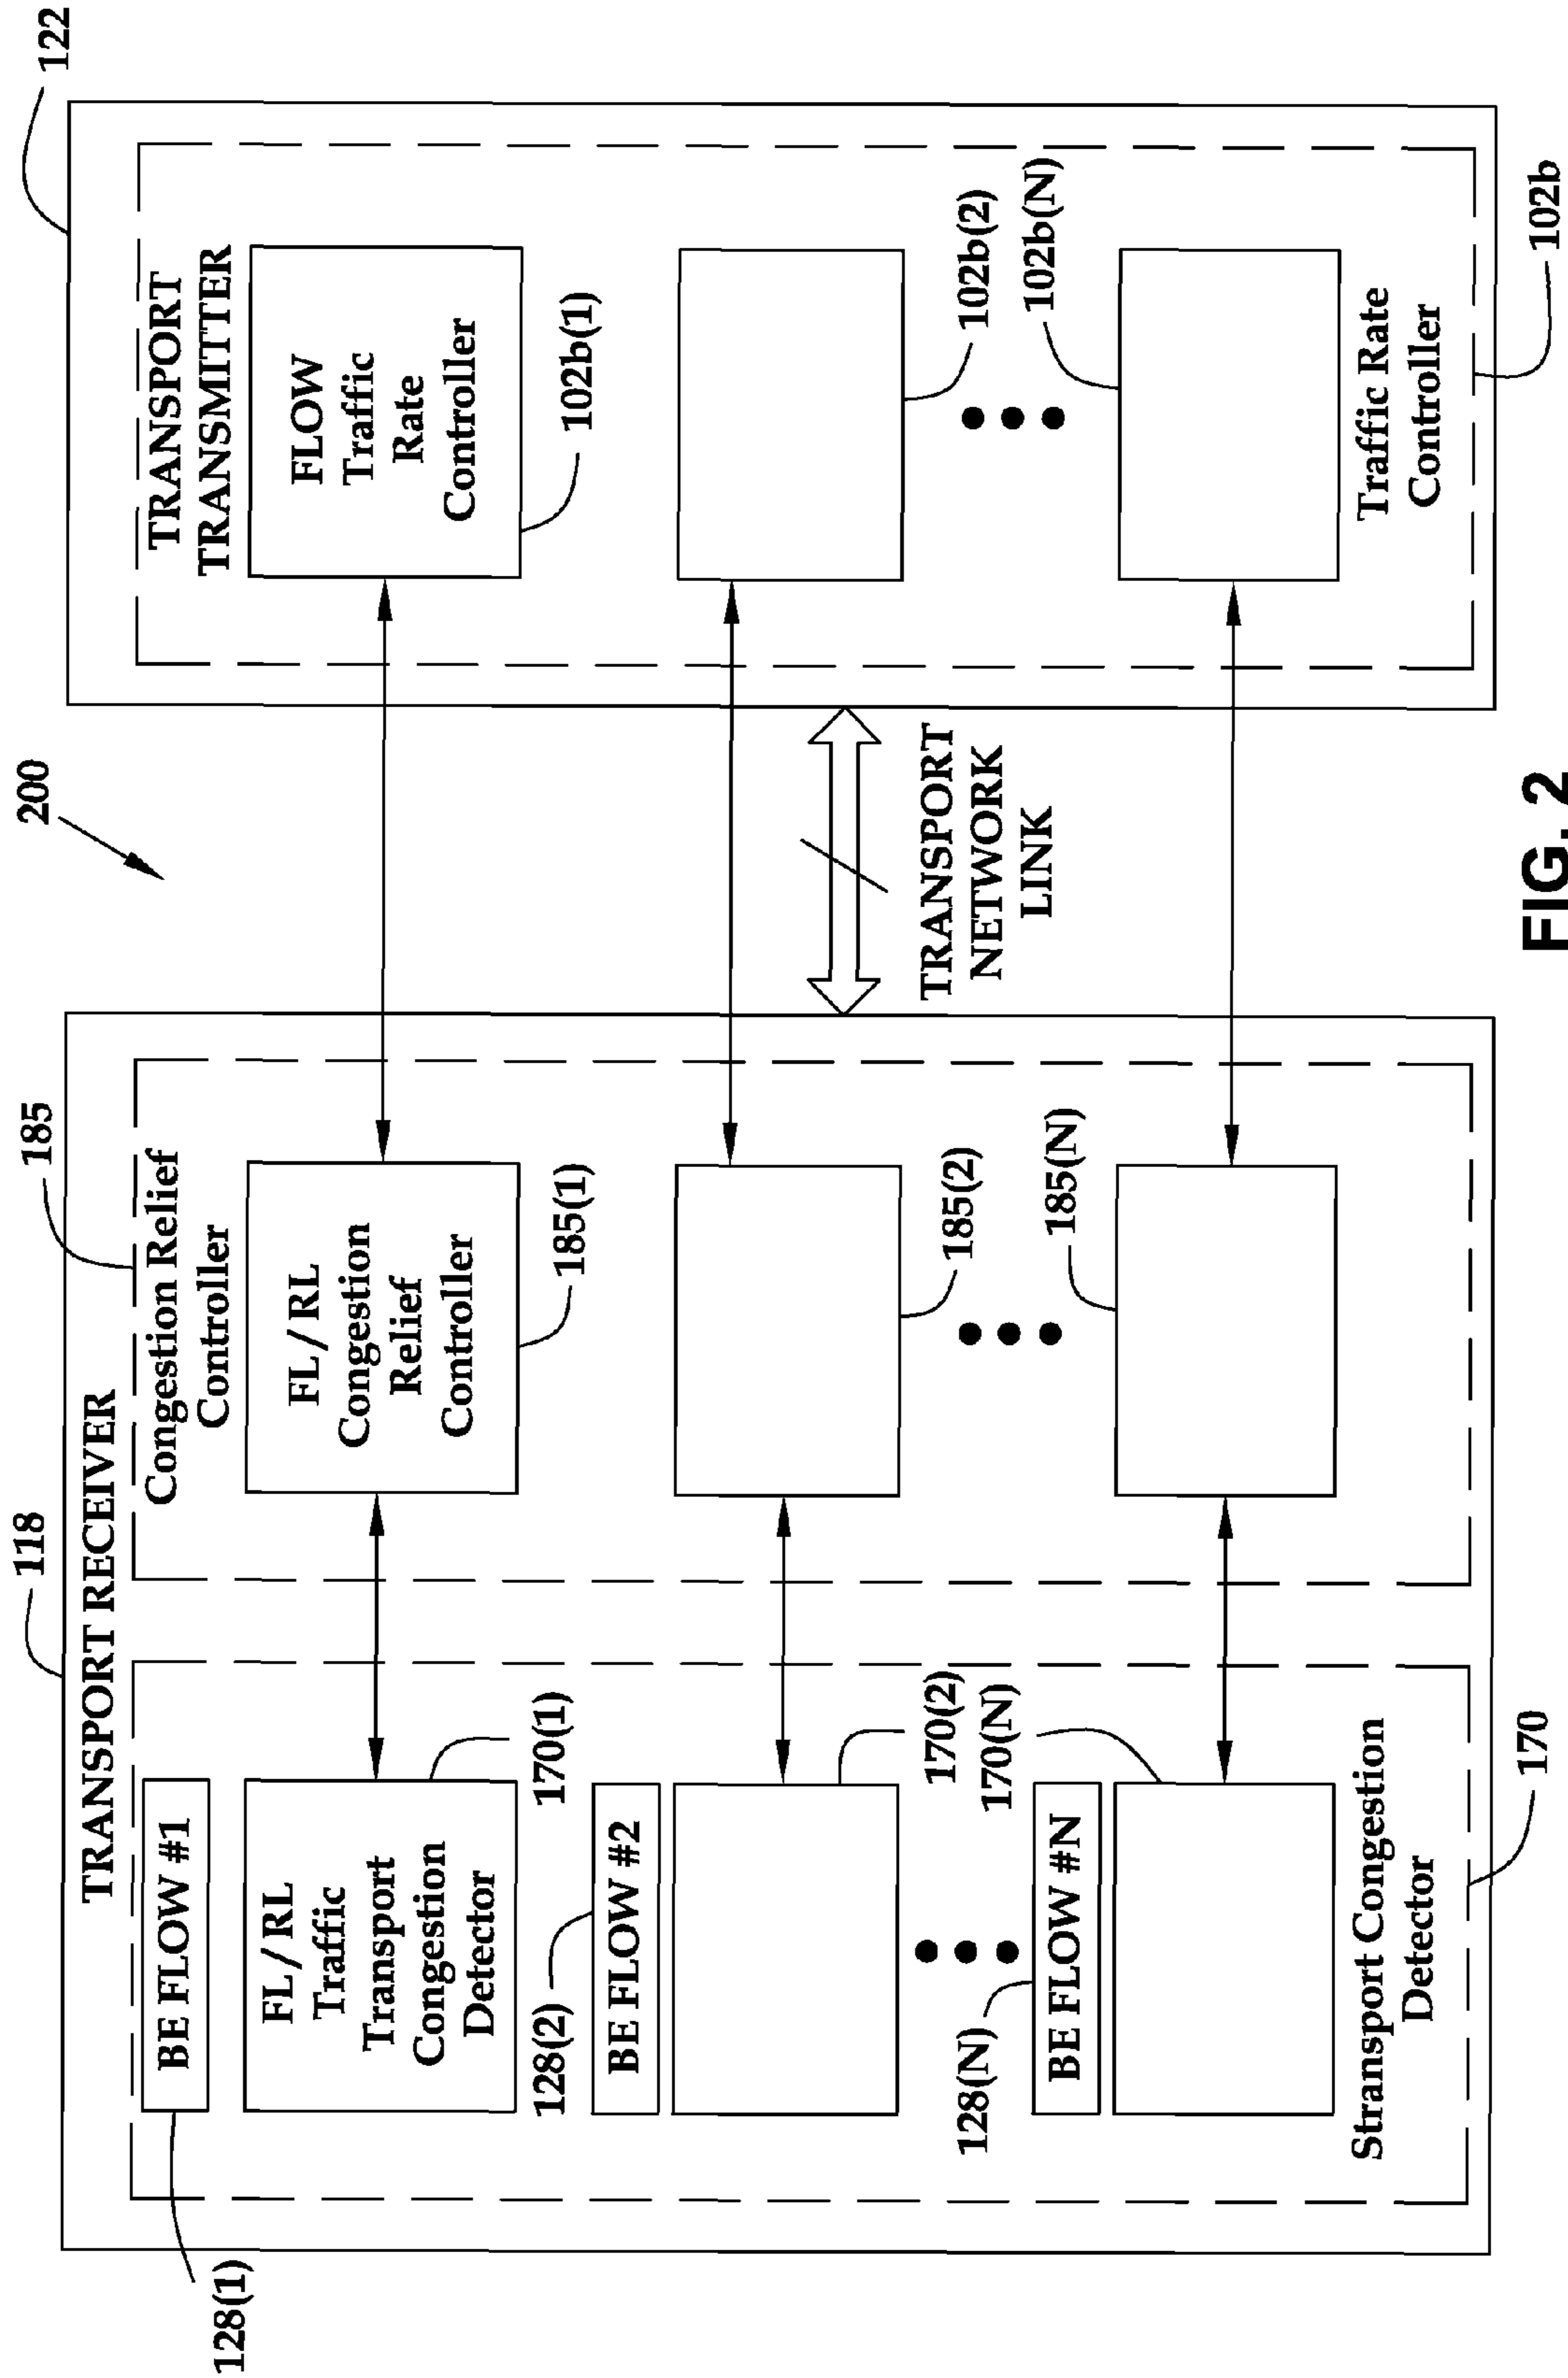 200
118
TRANSPORT RECEIVER
128(1)
BE FLOW #1
FL/RL
Traffic
Transport
Congestion
Detector
170(1)
128(2)
BE FLOW #2
170(2)
170(N)
128(N)
BE FLOW #N
Stransport Congestion
Detector
170
185
Congestion Relief
Controller
FL/RL
Congestion
Relief
Controller
185(1)
185(2)
185(N)
TRANSPORT
NETWORK
LINK
122
TRANSPORT
TRANSMITTER
FLOW
Traffic
Rate
Controller
102b(1)
102b(2)
102b(N)
Traffic Rate
Controller
102b
FIG. 2